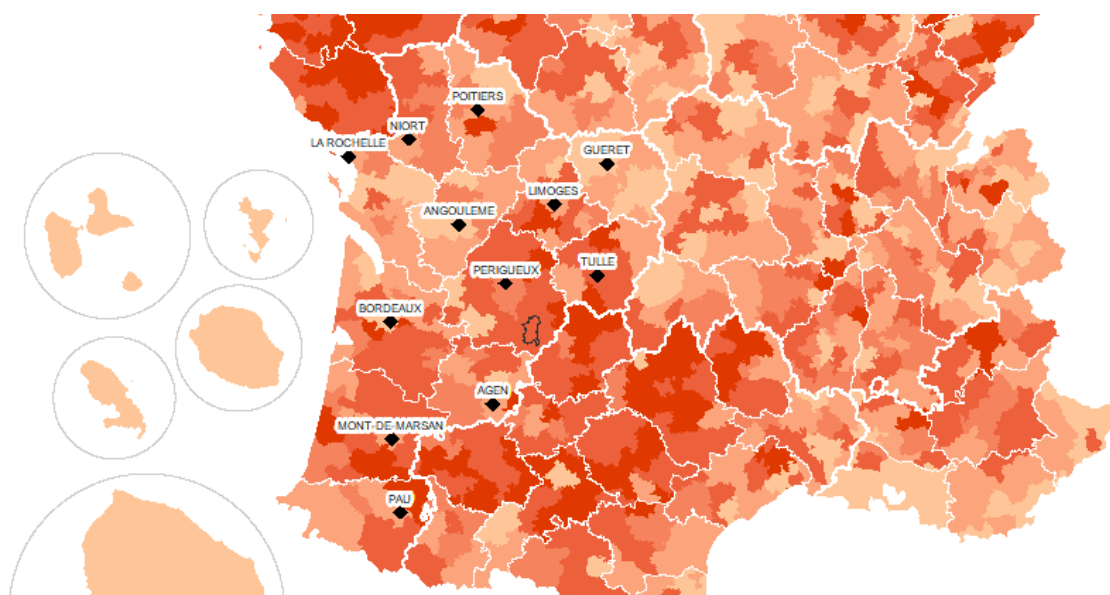 POITIERS
NIORT
LA ROCHELLE
GUERET
LIMOGES
ANGOULEME
PERIGUEUX
TULLE
BORDEAUX
AGEN
MONT-DE-MARSAN
PAU